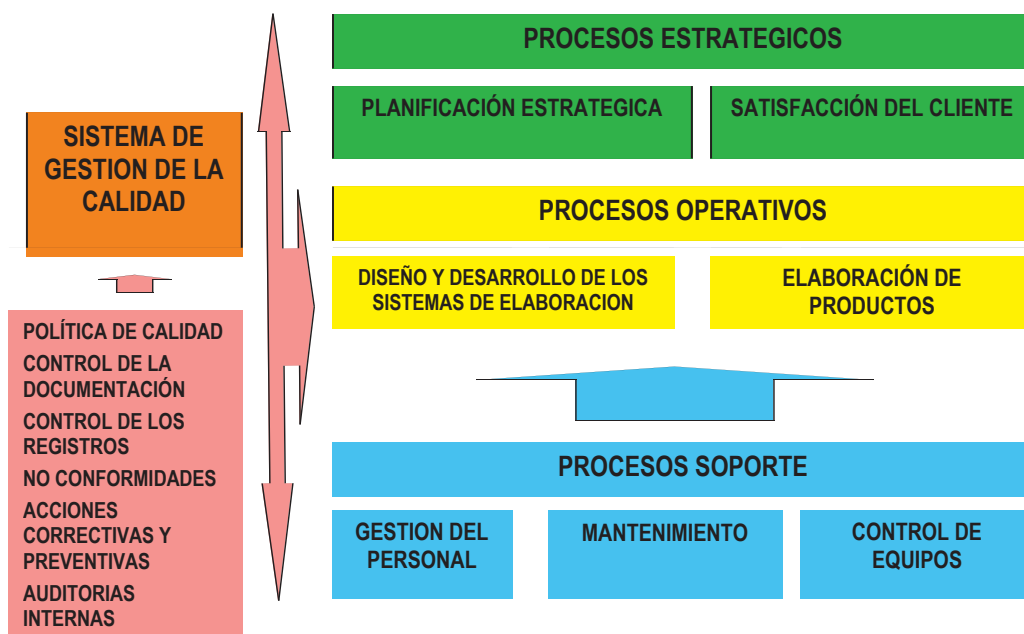 SISTEMA DE
GESTION DE LA
CALIDAD
POLÍTICA DE CALIDAD
CONTROL DE LA
DOCUMENTACIÓN
CONTROL DE LOS
REGISTROS
NO CONFORMIDADES
ACCIONES
CORRECTIVAS Y
PREVENTIVAS
AUDITORIAS
INTERNAS
PROCESOS ESTRATEGICOS
PLANIFICACIÓN ESTRATEGICA
SATISFACCIÓN DEL CLIENTE
PROCESOS OPERATIVOS
DISEÑO Y DESARROLLO DE LOS
SISTEMAS DE ELABORACION
ELABORACIÓN DE
PRODUCTOS
PROCESOS SOPORTE
GESTION DEL
PERSONAL
MANTENIMIENTO
CONTROL DE
EQUIPOS